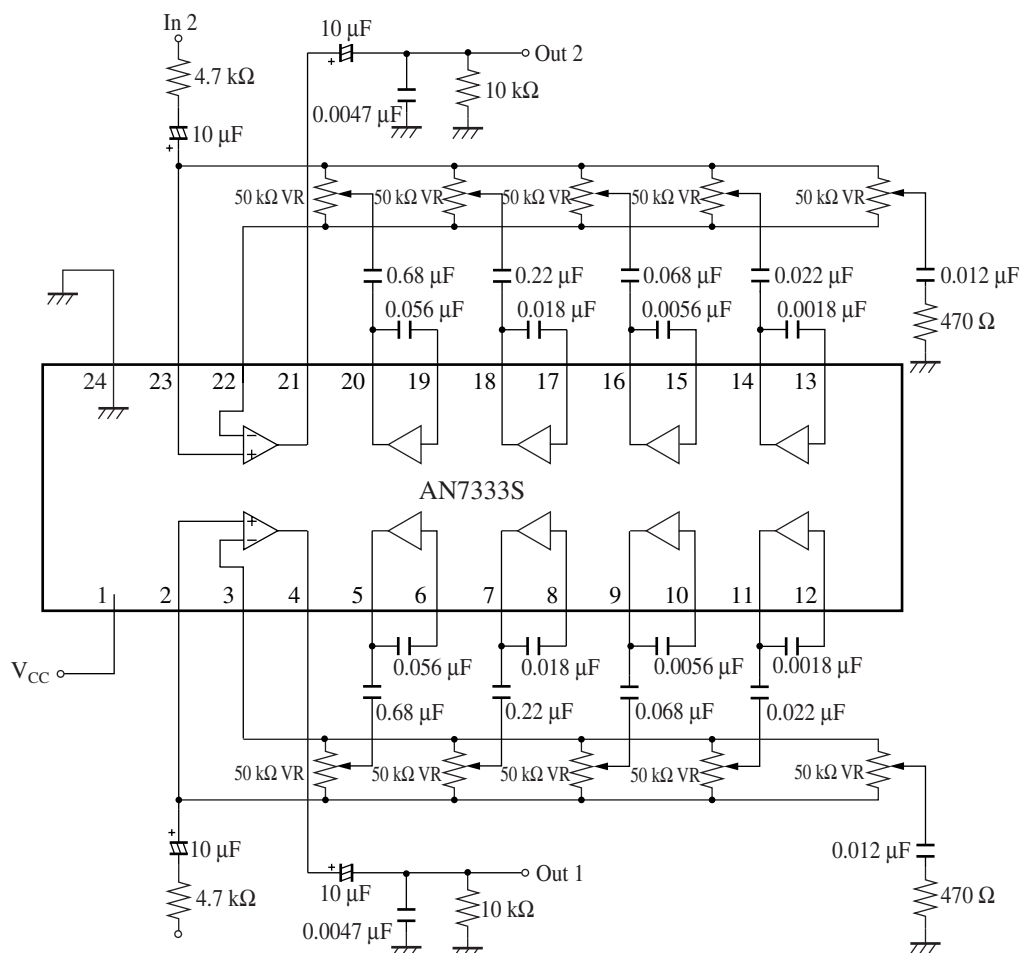 In 2
10 µF
Out 2
4.7 kΩ
0.0047 µF
10 kΩ
10 µF
+
+
50 kΩ VR
50 kΩ VR
50 kΩ VR
50 kΩ VR
50 kΩ VR
0.68 µF
0.22 µF
0.068 µF
0.022 µF
0.012 µF
0.056 µF
0.018 µF
0.0056 µF
0.0018 µF
470 Ω
24 23 22 21 20 19 18 17 16 15 14 13
−
+
AN7333S
+
−
1 2 3 4 5 6 7 8 9 10 11 12
VCC
0.056 µF
0.018 µF
0.0056 µF
0.0018 µF
0.68 µF
0.22 µF
0.068 µF
0.022 µF
50 kΩ VR
50 kΩ VR
50 kΩ VR
50 kΩ VR
50 kΩ VR
+
10 µF
+
10 µF
Out 1
0.012 µF
4.7 kΩ
0.0047 µF
10 kΩ
470 Ω